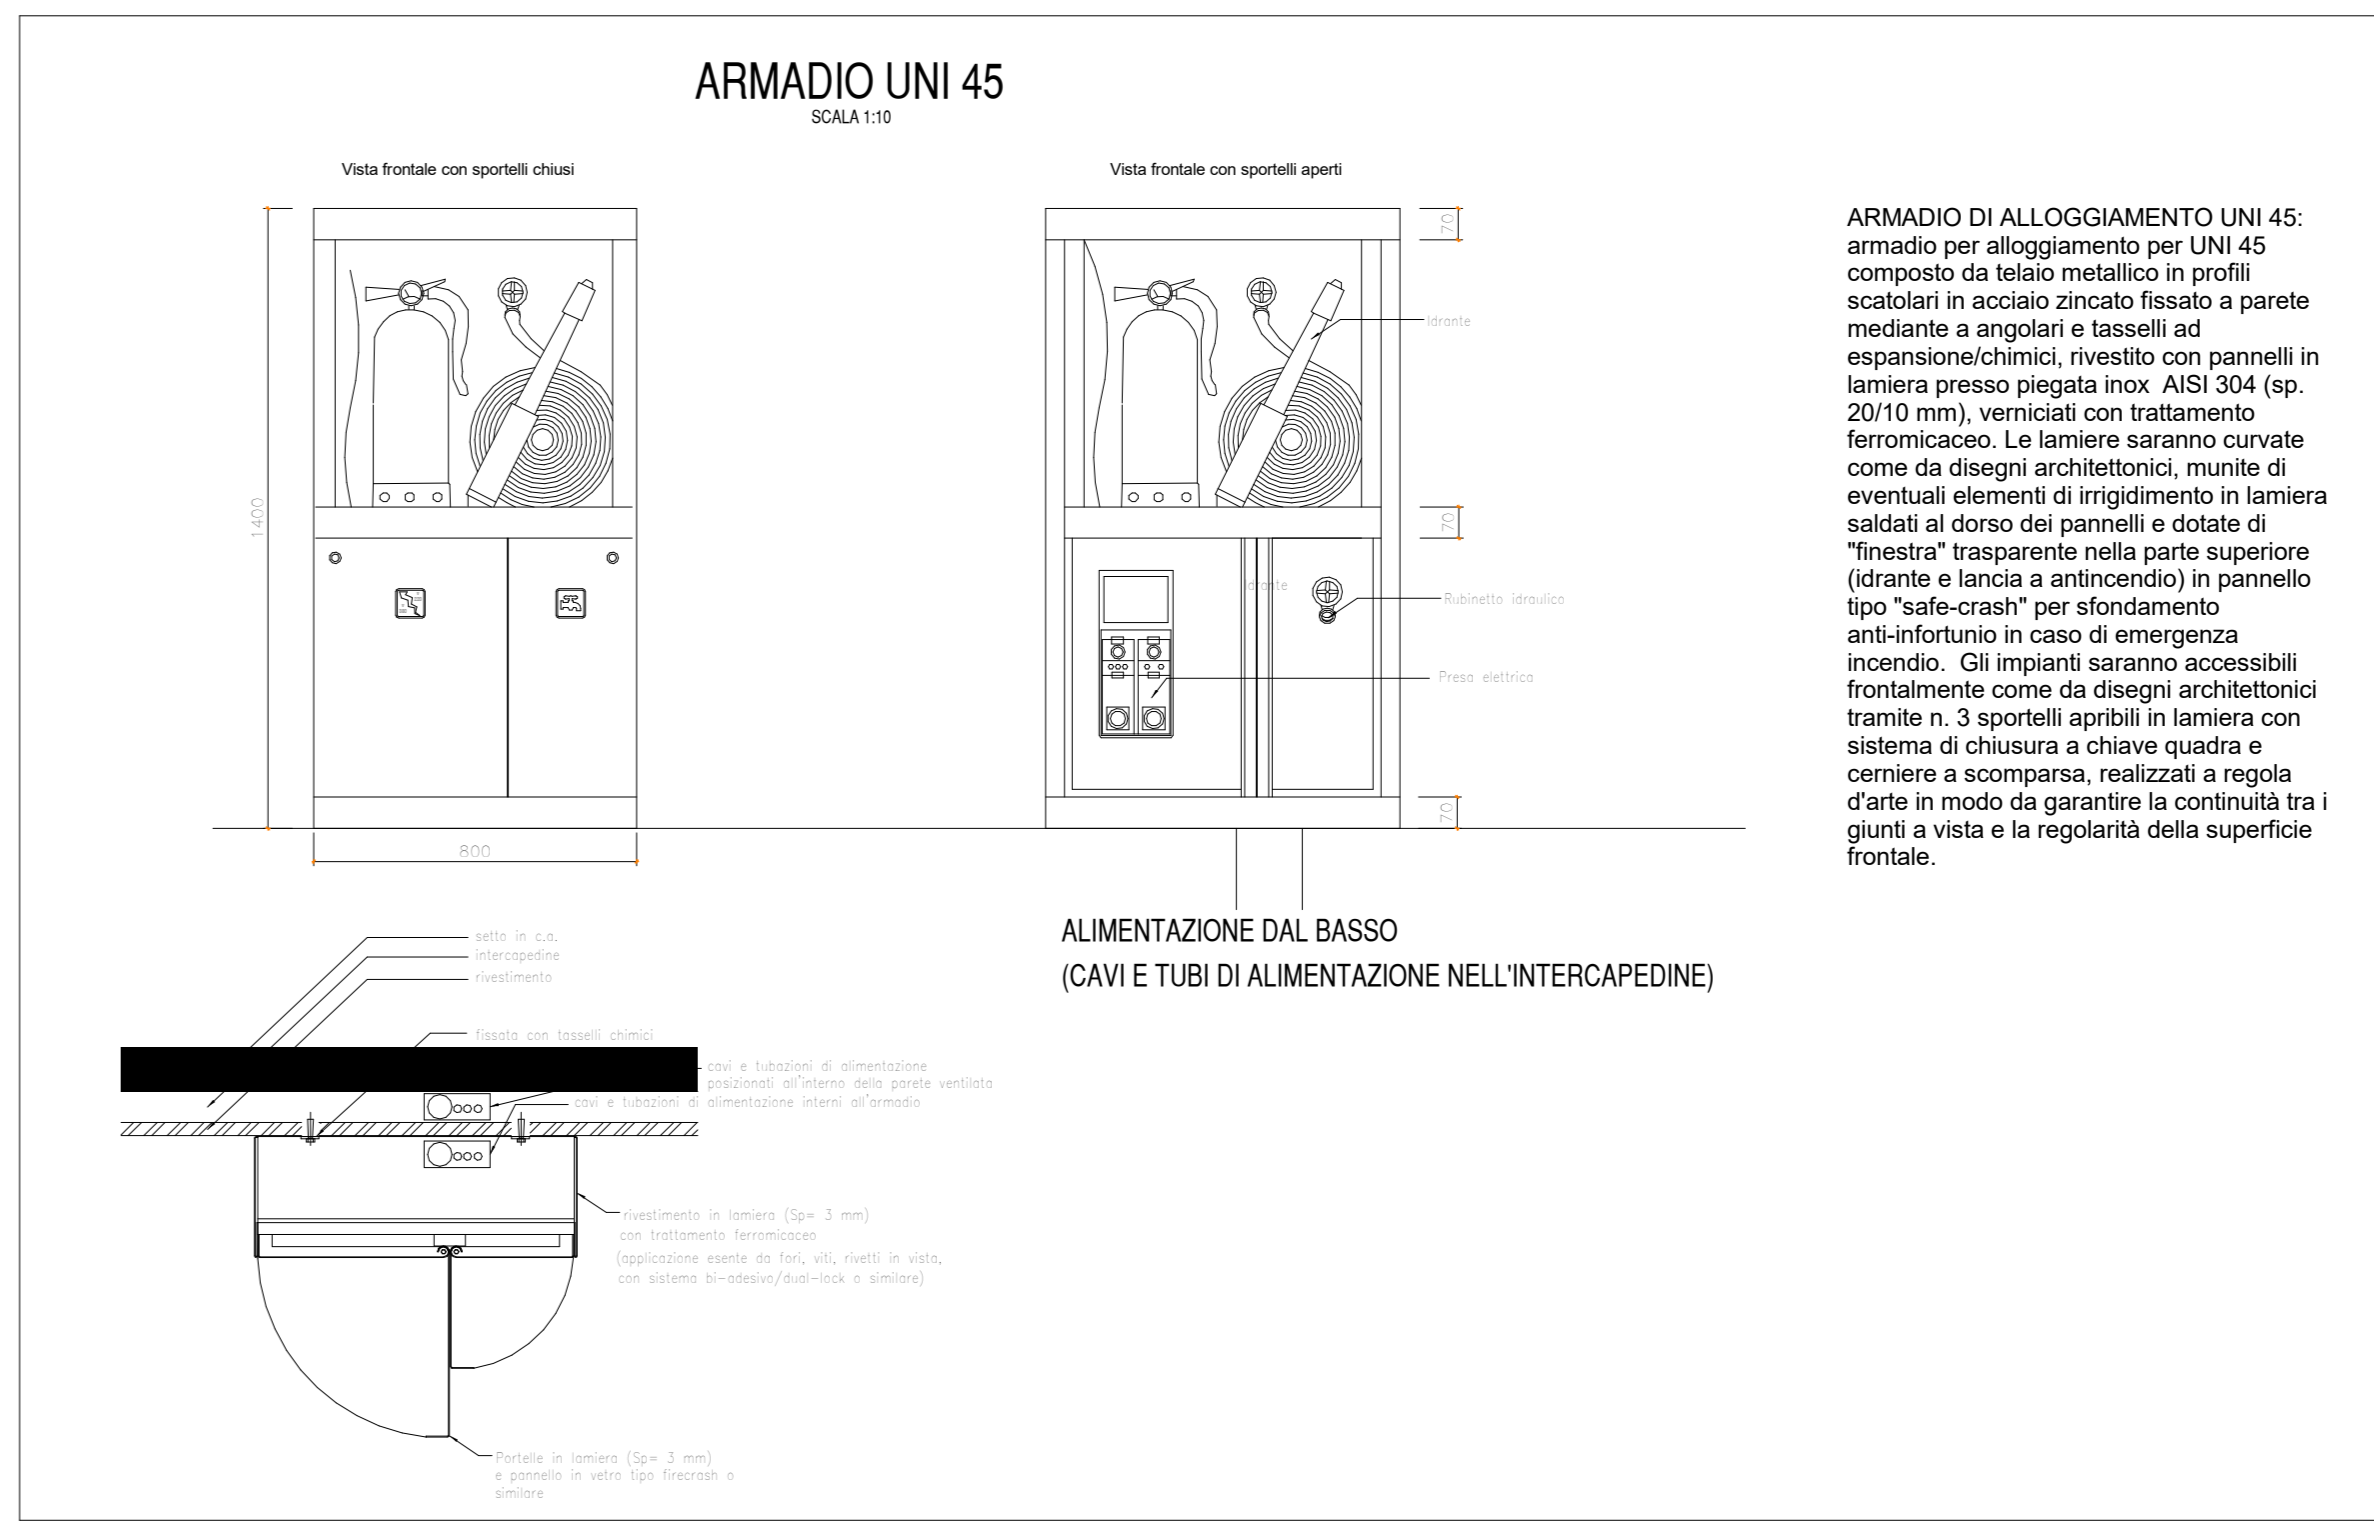 ARMADIO UNI 45
SCALA 1:10
Vista frontale con sportelli chiusi
Vista frontale con sportelli aperti
1400
800
70
70
70
Idrante
Idrante
Rubinetto idraulico
Presa elettrica
ALIMENTAZIONE DAL BASSO
(CAVI E TUBI DI ALIMENTAZIONE NELL'INTERCAPEDINE)
ARMADIO DI ALLOGGIAMENTO UNI 45:
armadio per alloggiamento per UNI 45
composto da telaio metallico in profili
scatolari in acciaio zincato fissato a parete
mediante a angolari e tasselli ad
espansione/chimici, rivestito con pannelli in
lamiera presso piegata inox  AISI 304 (sp.
20/10 mm), verniciati con trattamento
ferromicaceo. Le lamiere saranno curvate
come da disegni architettonici, munite di
eventuali elementi di irrigidimento in lamiera
saldati al dorso dei pannelli e dotate di
"finestra" trasparente nella parte superiore
(idrante e lancia a antincendio) in pannello
tipo "safe-crash" per sfondamento
anti-infortunio in caso di emergenza
incendio.  Gli impianti saranno accessibili
frontalmente come da disegni architettonici
tramite n. 3 sportelli apribili in lamiera con
sistema di chiusura a chiave quadra e
cerniere a scomparsa, realizzati a regola
d'arte in modo da garantire la continuità tra i
giunti a vista e la regolarità della superficie
frontale.
setto in c.a.
intercapedine
rivestimento
fissata con tasselli chimici
cavi e tubazioni di alimentazione
posizionati all'interno della parete ventilata
cavi e tubazioni di alimentazione interni all'armadio
rivestimento in lamiera (Sp= 3 mm)
con trattamento ferromicaceo
(applicazione esente da fori, viti, rivetti in vista,
con sistema bi-adesivo/dual-lock o similare)
Portelle in lamiera (Sp= 3 mm)
e pannello in vetro tipo firecrash o
similare